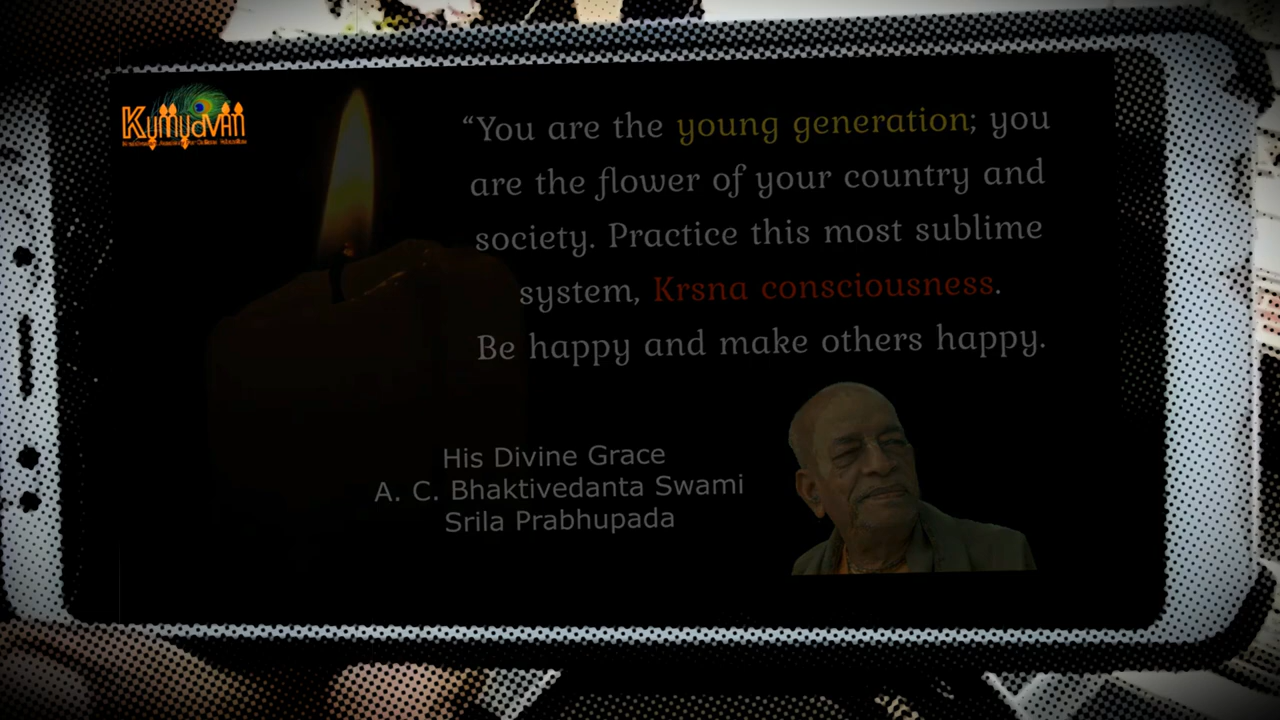 KUMUDVAN
“You are the young generation; you
are the flower of your country and
society. Practice this most sublime
system, Krsna consciousness.
Be happy and make others happy.
His Divine Grace
A. C. Bhaktivedanta Swami
Srila Prabhupada